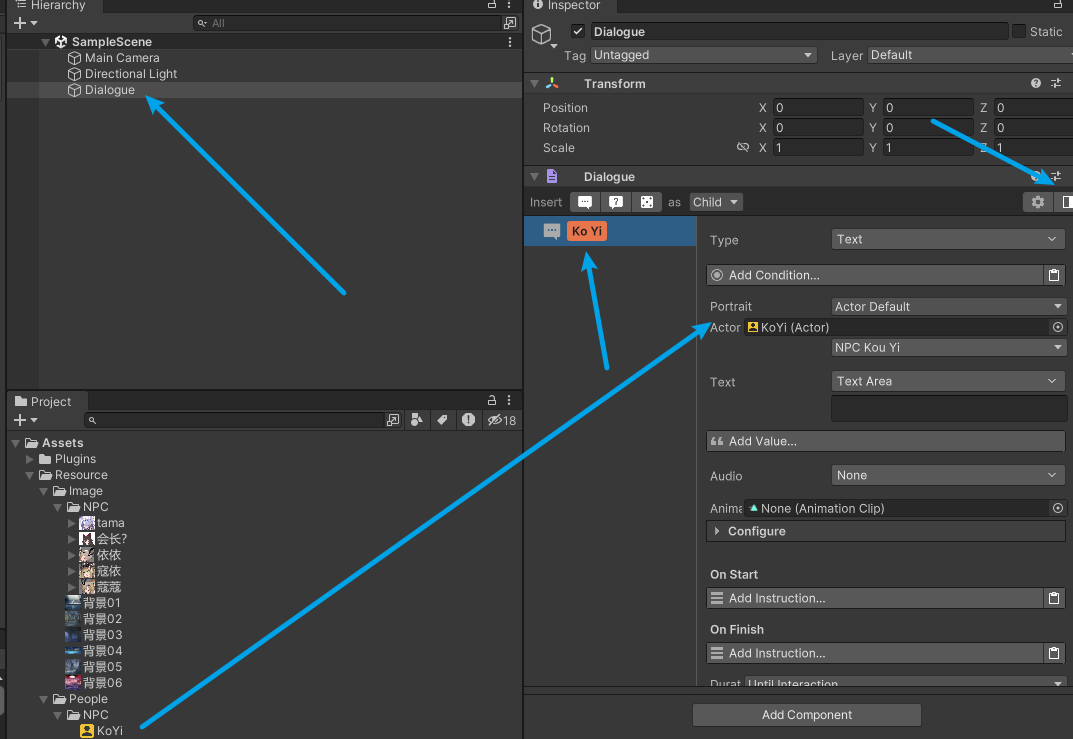 Hierarchy
All
SampleScene
Main Camera
Directional Light
Dialogue
Project
18
Assets
Plugins
Resource
Image
NPC
tama
会长?
依依
寇依
蔻蔻
背景01
背景02
背景03
背景04
背景05
背景06
People
NPC
KoYi
Inspector
Dialogue
Static
Tag Untagged Layer Default
Transform
Position X 0 Y 0 Z 0
Rotation X 0 Y 0 Z 0
Scale X 1 Y 1 Z 1
Dialogue
Insert as Child
Ko Yi
Type Text
Add Condition...
Portrait Actor Default
Actor KoYi (Actor)
NPC Kou Yi
Text Text Area
Add Value...
Audio None
Anima None (Animation Clip)
Configure
On Start
Add Instruction...
On Finish
Add Instruction...
Durat Until Interaction
Add Component